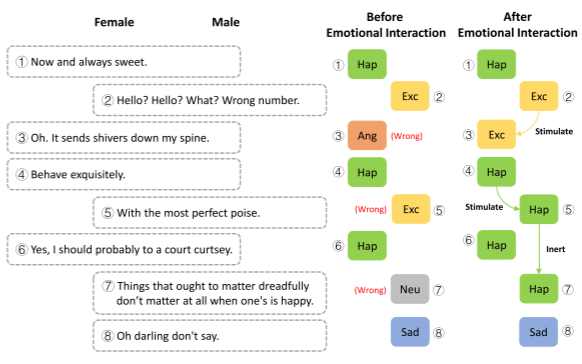 Female Male Before After
Emotional Interaction Emotional Interaction
① Now and always sweet. ① Hap ① Hap
② Hello? Hello? What? Wrong number. Exc ② Exc ②
Stimulate
③ Oh. It sends shivers down my spine. ③ Ang (Wrong) ③ Exc
④ Behave exquisitely. ④ Hap ④ Hap
Stimulate
⑤ With the most perfect poise. (Wrong) Exc ⑤ Hap ⑤
⑥ Yes, I should probably to a court curtsey. ⑥ Hap ⑥ Hap
Inert
⑦ Things that ought to matter dreadfully
don't matter at all when one's is happy. (Wrong) Neu ⑦ Hap ⑦
⑧ Oh darling don't say. Sad ⑧ Sad ⑧